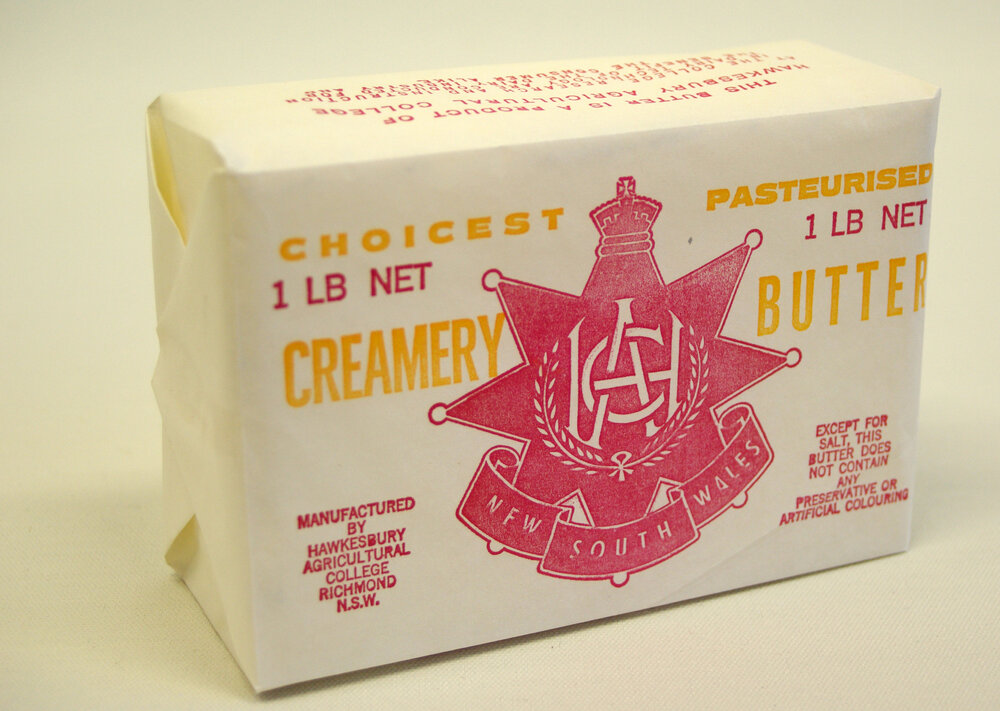 THIS BUTTER IS A PRODUCT OF
HAWKESBURY AGRICULTURAL COLLEGE
CHOICEST
1 LB NET
CREAMERY
PASTEURISED
1 LB NET
BUTTER
HAC
NEW SOUTH WALES
MANUFACTURED
BY
HAWKESBURY
AGRICULTURAL
COLLEGE
RICHMOND
N.S.W.
EXCEPT FOR
SALT, THIS
BUTTER DOES
NOT CONTAIN
ANY
PRESERVATIVE OR
ARTIFICIAL COLOURING